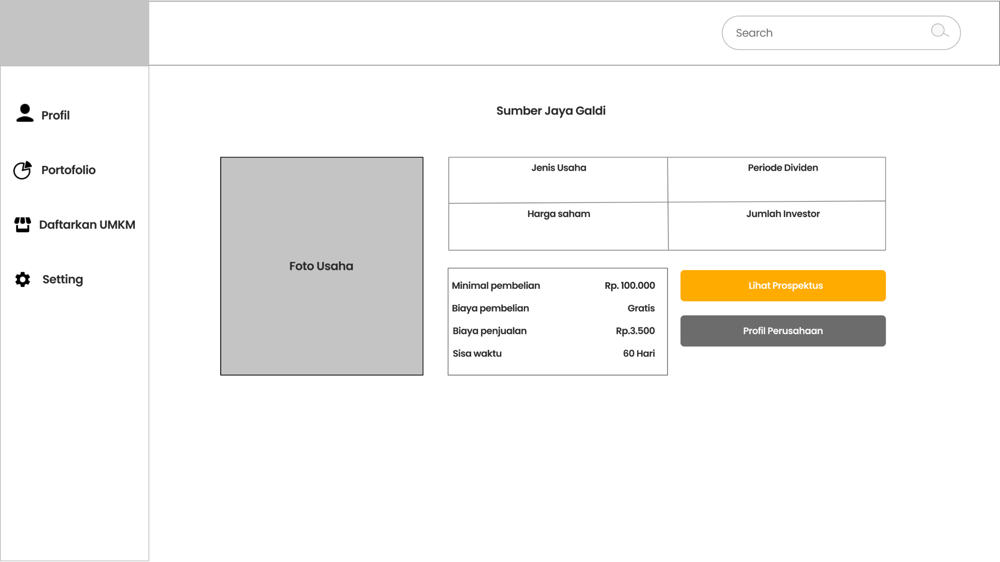 Search
Profil
Portofolio
Daftarkan UMKM
Setting
Sumber Jaya Galdi
Foto Usaha
Jenis Usaha
Periode Dividen
Harga saham
Jumlah Investor
Minimal pembelian Rp. 100.000
Biaya pembelian Gratis
Biaya penjualan Rp.3.500
Sisa waktu 60 Hari
Lihat Prospektus
Profil Perusahaan